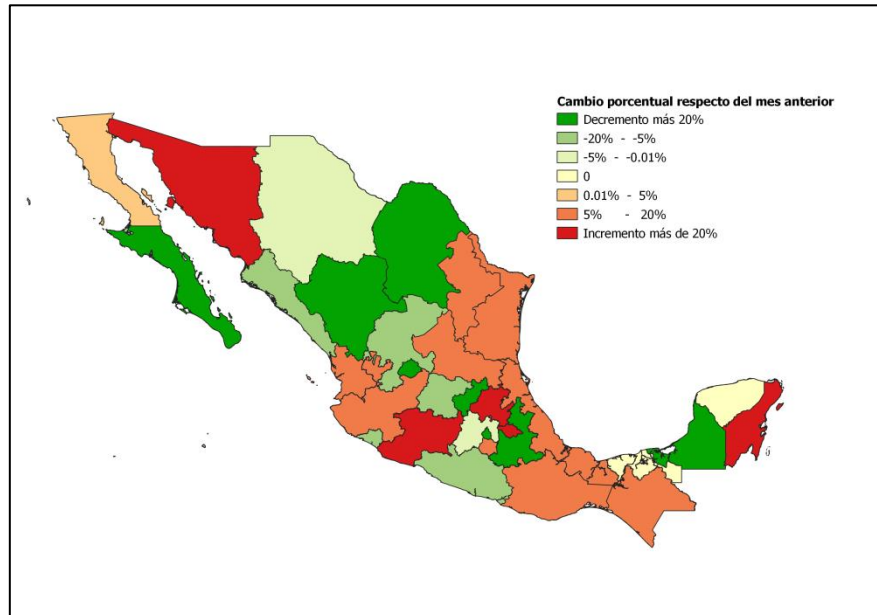 Cambio porcentual respecto del mes anterior
Decremento más 20%
-20% - -5%
-5% - -0.01%
0
0.01% - 5%
5% - 20%
Incremento más de 20%